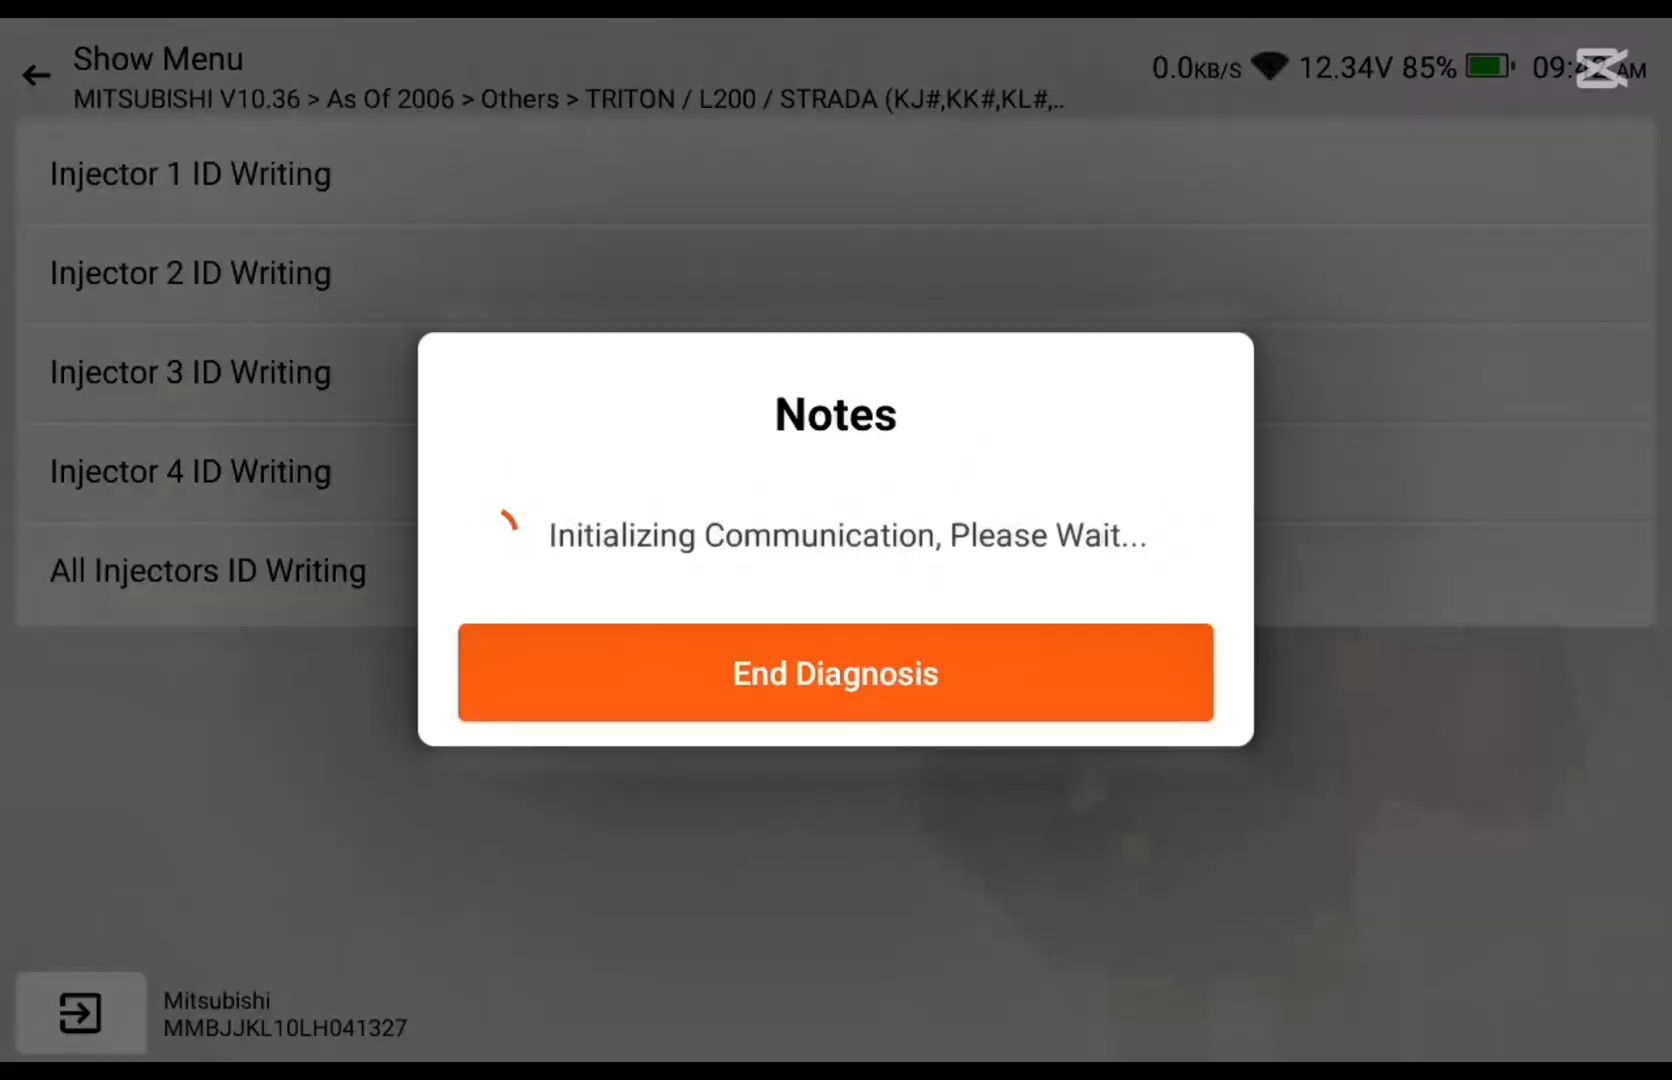 Show Menu
MITSUBISHI V10.36 > As Of 2006 > Others > TRITON / L200 / STRADA (KJ#,KK#,KL#,..
0.0KB/S 12.34V 85% AM
Injector 1 ID Writing
Injector 2 ID Writing
Injector 3 ID Writing
Injector 4 ID Writing
All Injectors ID Writing
Notes
Initializing Communication, Please Wait...
End Diagnosis
Mitsubishi
MMBJJKL10LH041327